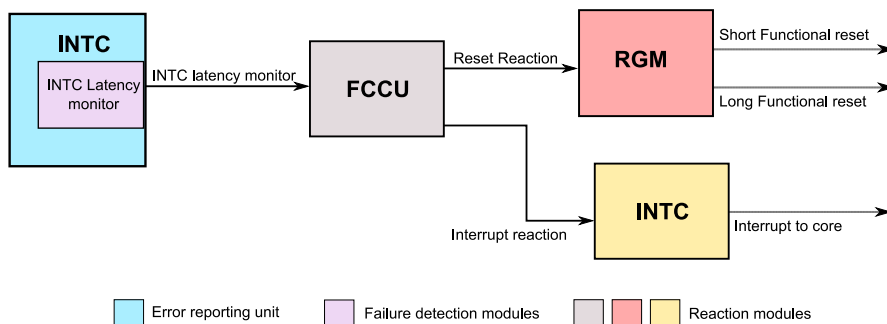 INTC
INTC Latency
monitor
INTC latency monitor
FCCU
Reset Reaction
RGM
Short Functional reset
Long Functional reset
Interrupt reaction
INTC
Interrupt to core
Error reporting unit
Failure detection modules
Reaction modules